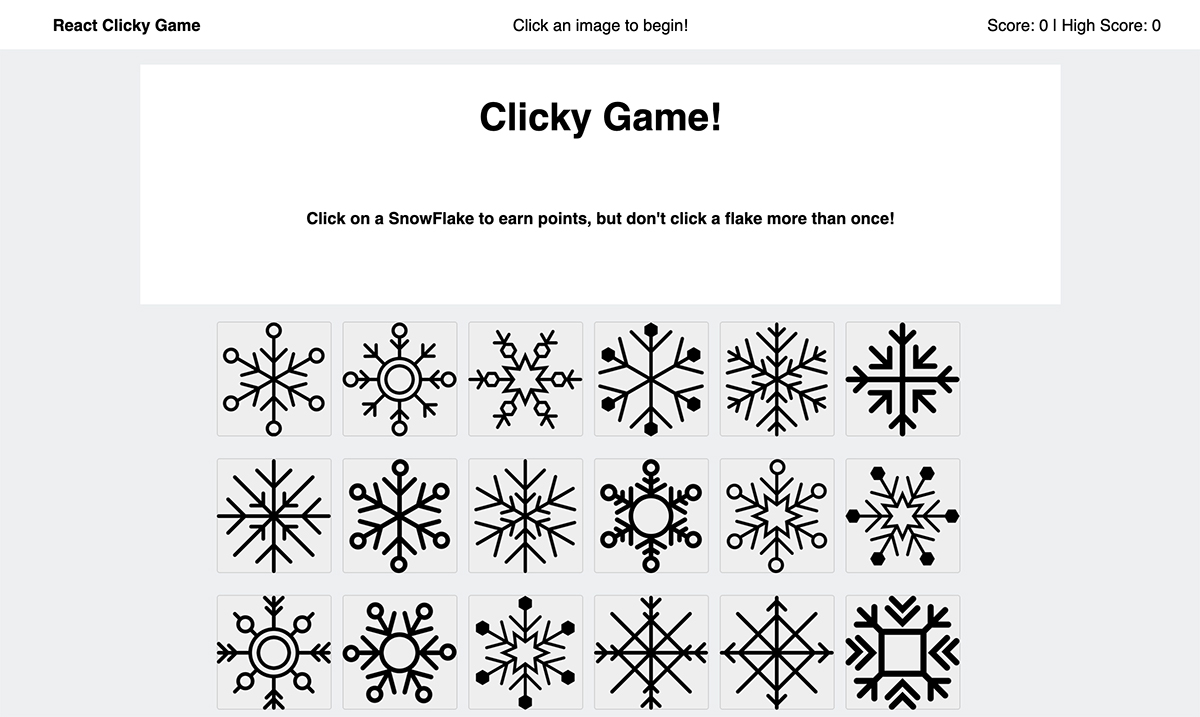 React Clicky Game
Click an image to begin!
Score: 0 | High Score: 0
Clicky Game!
Click on a SnowFlake to earn points, but don't click a flake more than once!